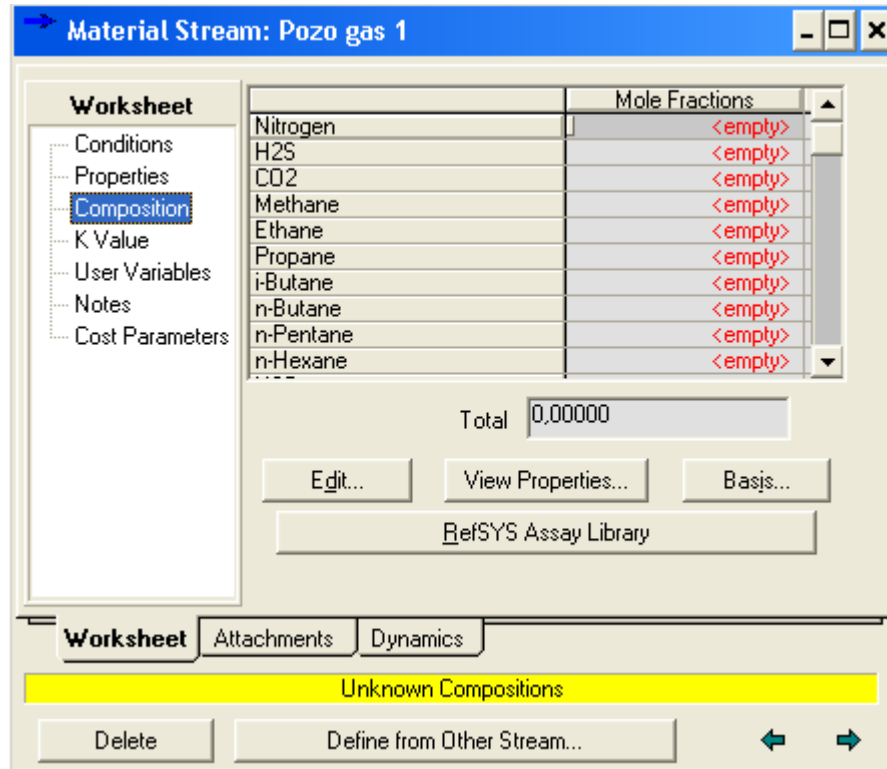 Material Stream: Pozo gas 1
Worksheet
Conditions
Properties
Composition
K Value
User Variables
Notes
Cost Parameters
Mole Fractions
Nitrogen <empty>
H2S <empty>
CO2 <empty>
Methane <empty>
Ethane <empty>
Propane <empty>
i-Butane <empty>
n-Butane <empty>
n-Pentane <empty>
n-Hexane <empty>
Total 0,00000
Edit... View Properties... Basis...
RefSYS Assay Library
Worksheet Attachments Dynamics
Unknown Compositions
Delete Define from Other Stream...